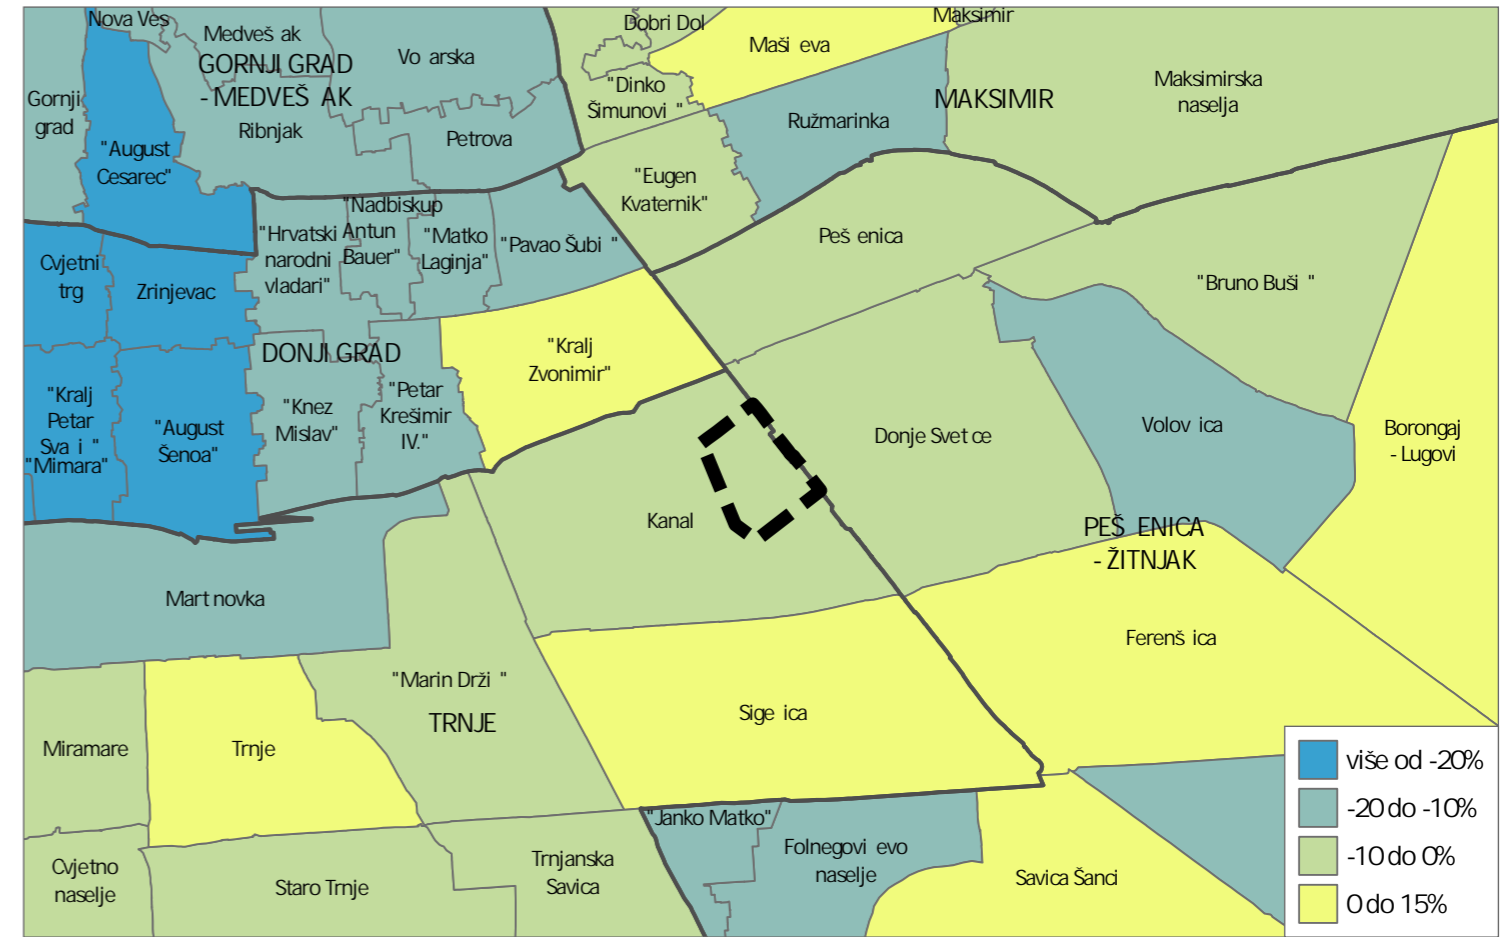 Nova Ves
Medveš ak
GORNJI GRAD
- MEDVEŠ AK
Vo arska
Dobri Dol
Maksimir
Maši eva
Gornji
grad
"August
Cesarec"
Ribnjak
Petrova
"Dinko
Šimunovi "
Ružmarinka
MAKSIMIR
Maksimirska
naselja
"Eugen
Kvaternik"
Cvjetni
trg
Zrinjevac
"Hrvatski
narodni
vladari"
"Nadbiskup
Antun
Bauer"
"Matko
Laginja"
"Pavao Šubi "
Peš enica
"Bruno Buši "
DONJI GRAD
"Kralj
Zvonimir"
"Kralj
Petar
Sva i "
"Mimara"
"August
Šenoa"
"Knez
Mislav"
"Petar
Krešimir
IV."
Donje Svet ce
Volov ica
Borongaj
- Lugovi
Kanal
PEŠ ENICA
- ŽITNJAK
Mart novka
Ferenš ica
"Marin Drži "
TRNJE
Sige ica
Miramare
Trnje
"Janko Matko"
Folnegovi evo
naselje
Savica Šanci
Cvjetno
naselje
Staro Trnje
Trnjanska
Savica
više od -20%
-20 do -10%
-10 do 0%
0 do 15%